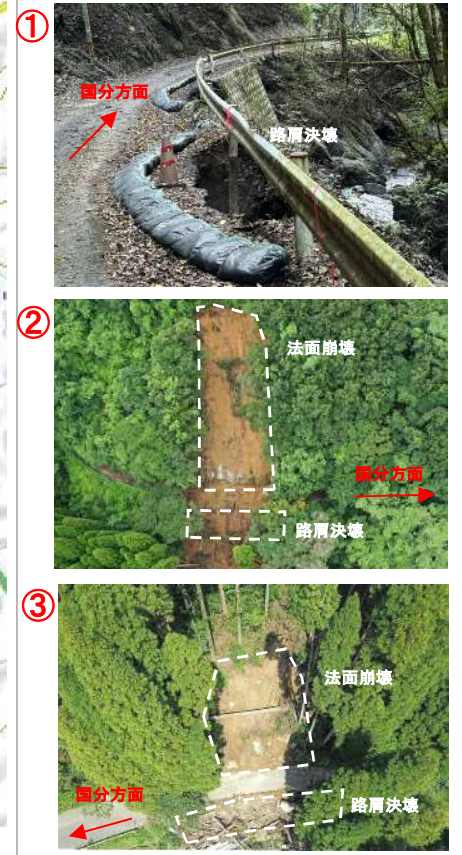 ①
国分方面
路肩決壊
②
法面崩壊
国分方面
路肩決壊
③
法面崩壊
国分方面
路肩決壊